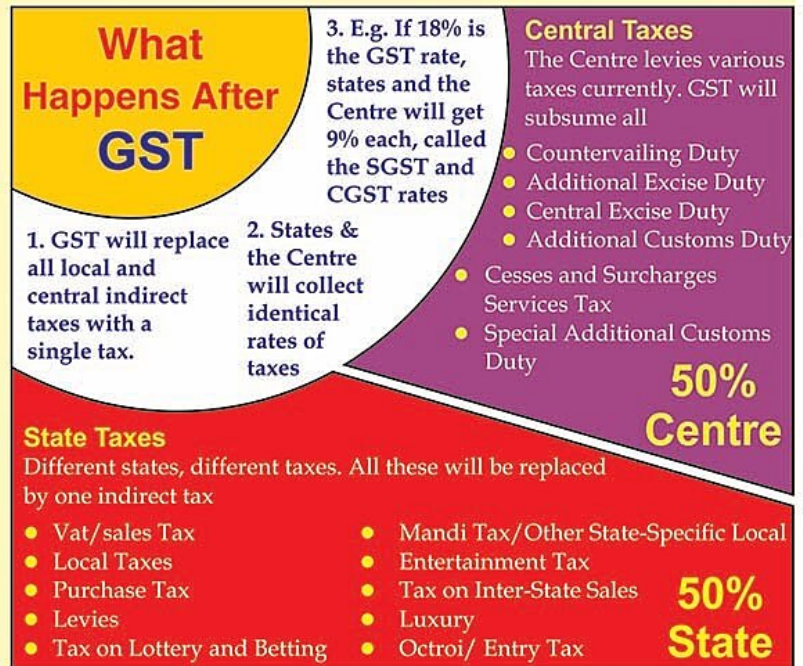 What
Happens After
GST
1. GST will replace
all local and
central indirect
taxes with a
single tax.
2. States &
the Centre
will collect
identical
rates of
taxes
3. E.g. If 18% is
the GST rate,
states and the
Centre will get
9% each, called
the SGST and
CGST rates
Central Taxes
The Centre levies various
taxes currently. GST will
subsume all
Countervailing Duty
Additional Excise Duty
Central Excise Duty
Additional Customs Duty
Cesses and Surcharges
Services Tax
Special Additional Customs
Duty
50%
Centre
State Taxes
Different states, different taxes. All these will be replaced
by one indirect tax
Vat/sales Tax
Local Taxes
Purchase Tax
Levies
Tax on Lottery and Betting
Mandi Tax/Other State-Specific Local
Entertainment Tax
Tax on Inter-State Sales
Luxury
Octroi/ Entry Tax
50%
State